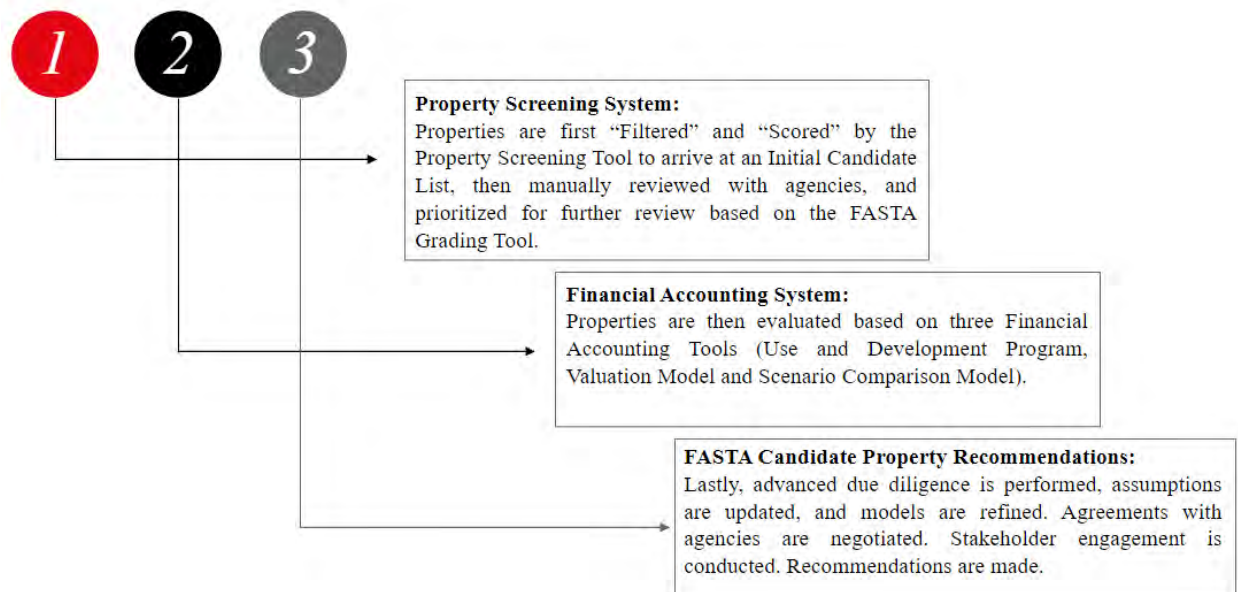 1 2 3
Property Screening System:
Properties are first “Filtered” and “Scored” by the
Property Screening Tool to arrive at an Initial Candidate
List, then manually reviewed with agencies, and
prioritized for further review based on the FASTA
Grading Tool.
Financial Accounting System:
Properties are then evaluated based on three Financial
Accounting Tools (Use and Development Program,
Valuation Model and Scenario Comparison Model).
FASTA Candidate Property Recommendations:
Lastly, advanced due diligence is performed, assumptions
are updated, and models are refined. Agreements with
agencies are negotiated. Stakeholder engagement is
conducted. Recommendations are made.